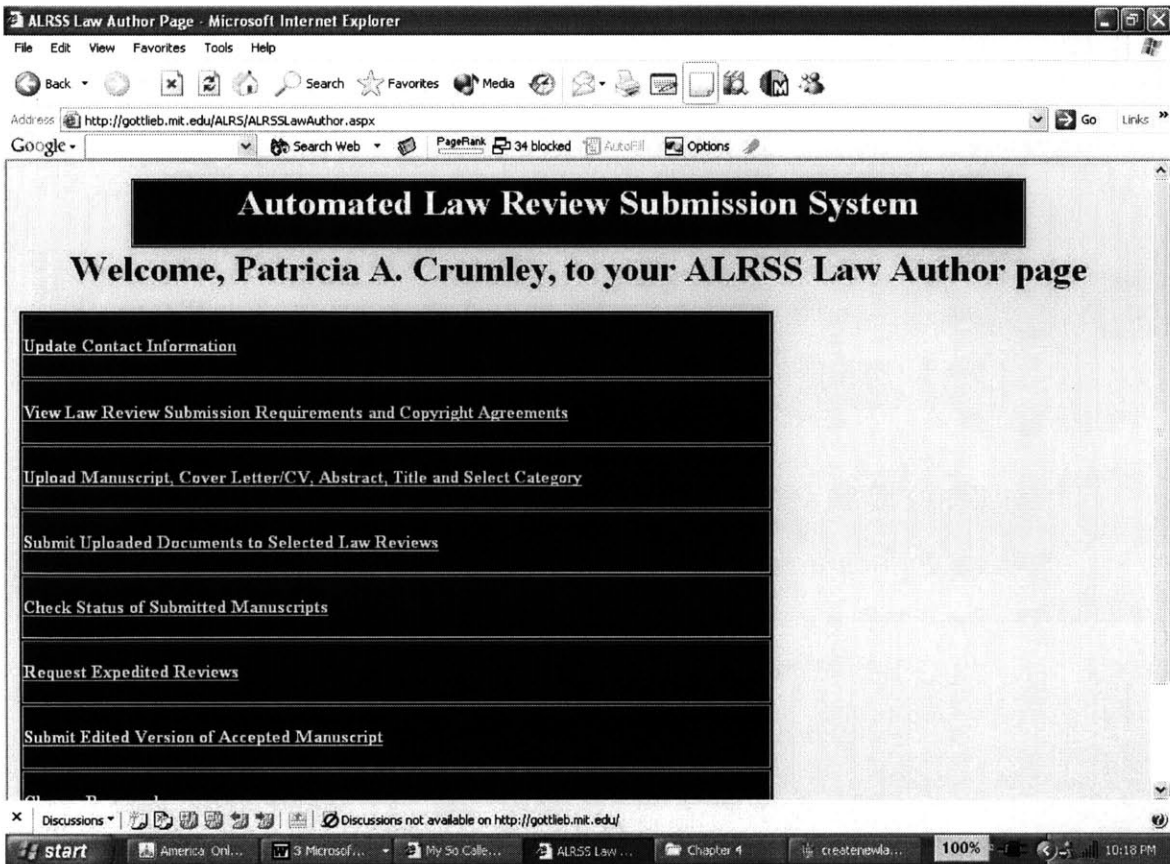 ALRSS Law Author Page - Microsoft Internet Explorer
File Edit View Favorites Tools Help
Back Search Favorites Media
Address http://gottlieb.mit.edu/ALRS/ALRSSLawAuthor.aspx Go Links »
Google Search Web PageRank 34 blocked AutoFill Options
Automated Law Review Submission System
Welcome, Patricia A. Crumley, to your ALRSS Law Author page
Update Contact Information
View Law Review Submission Requirements and Copyright Agreements
Upload Manuscript, Cover Letter/CV, Abstract, Title and Select Category
Submit Uploaded Documents to Selected Law Reviews
Check Status of Submitted Manuscripts
Request Expedited Reviews
Submit Edited Version of Accepted Manuscript
Discussions Discussions not available on http://gottlieb.mit.edu/
start America Onl... 3 Microsof... My So Calle... ALRSS Law ... Chapter 4 createnewla... 100% 10:18 PM